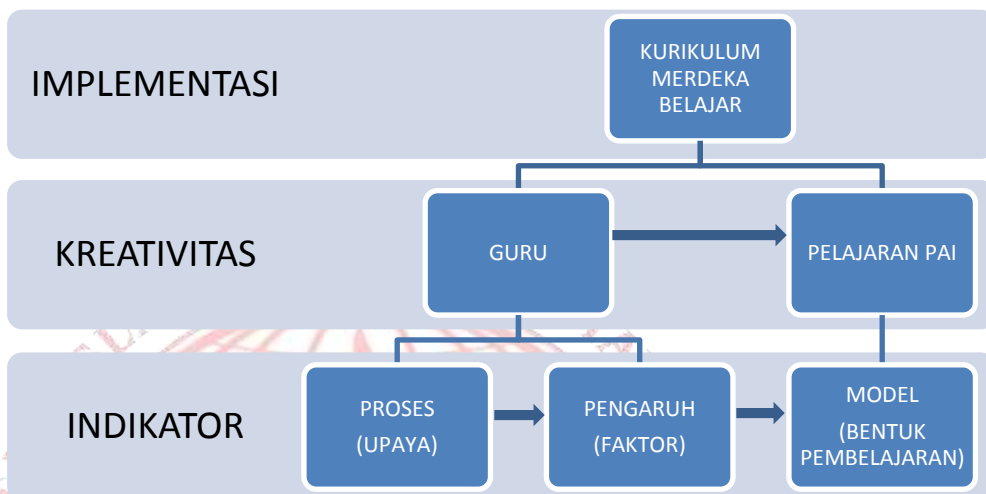 IMPLEMENTASI
KURIKULUM
MERDEKA
BELAJAR
KREATIVITAS
GURU
PELAJARAN PAI
INDIKATOR
PROSES
(UPAYA)
PENGARUH
(FAKTOR)
MODEL
(BENTUK
PEMBELAJARAN)